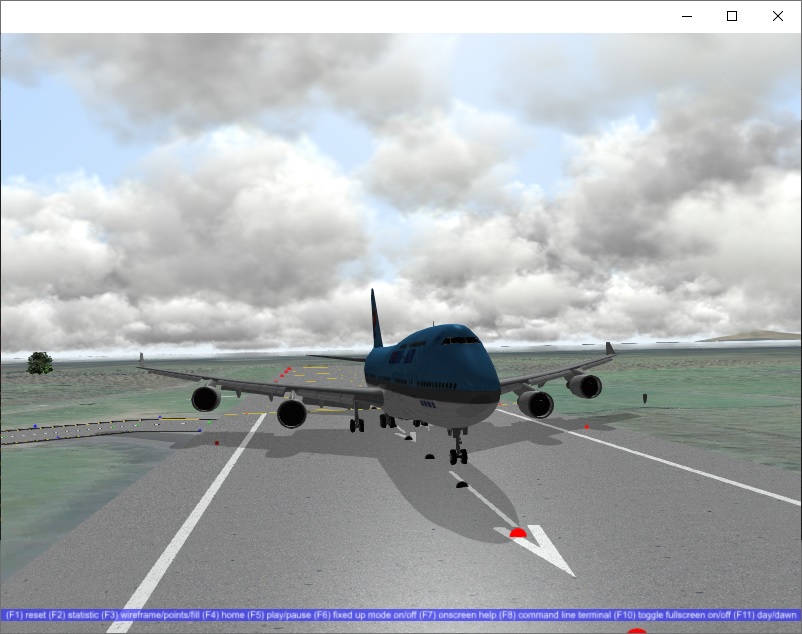 (F1) reset (F2) statistic (F3) wireframe/points/fill (F4) home (F5) play/pause (F6) fixed up mode on/off (F7) onscreen help (F8) command line terminal (F10) toggle fullscreen on/off (F11) day/dawn